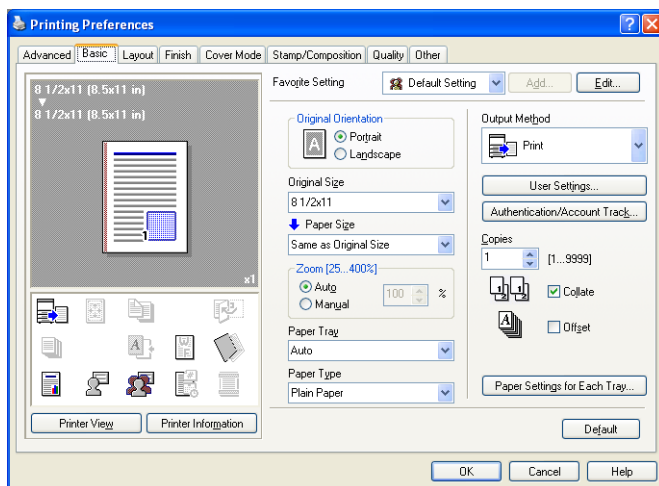 Printing Preferences
Advanced Basic Layout Finish Cover Mode Stamp/Composition Quality Other
8 1/2x11 (8.5x11 in)
8 1/2x11 (8.5x11 in)
1
x1
Printer View Printer Information
Favorite Setting Default Setting Add... Edit...
Original Orientation
A Portrait
Landscape
Original Size
8 1/2x11
Paper Size
Same as Original Size
Zoom [25...400%]
Auto
Manual 100 %
Paper Tray
Auto
Paper Type
Plain Paper
Output Method
Print
User Settings...
Authentication/Account Track...
Copies
1 [1...9999]
Collate
Offset
Paper Settings for Each Tray...
Default
OK Cancel Help